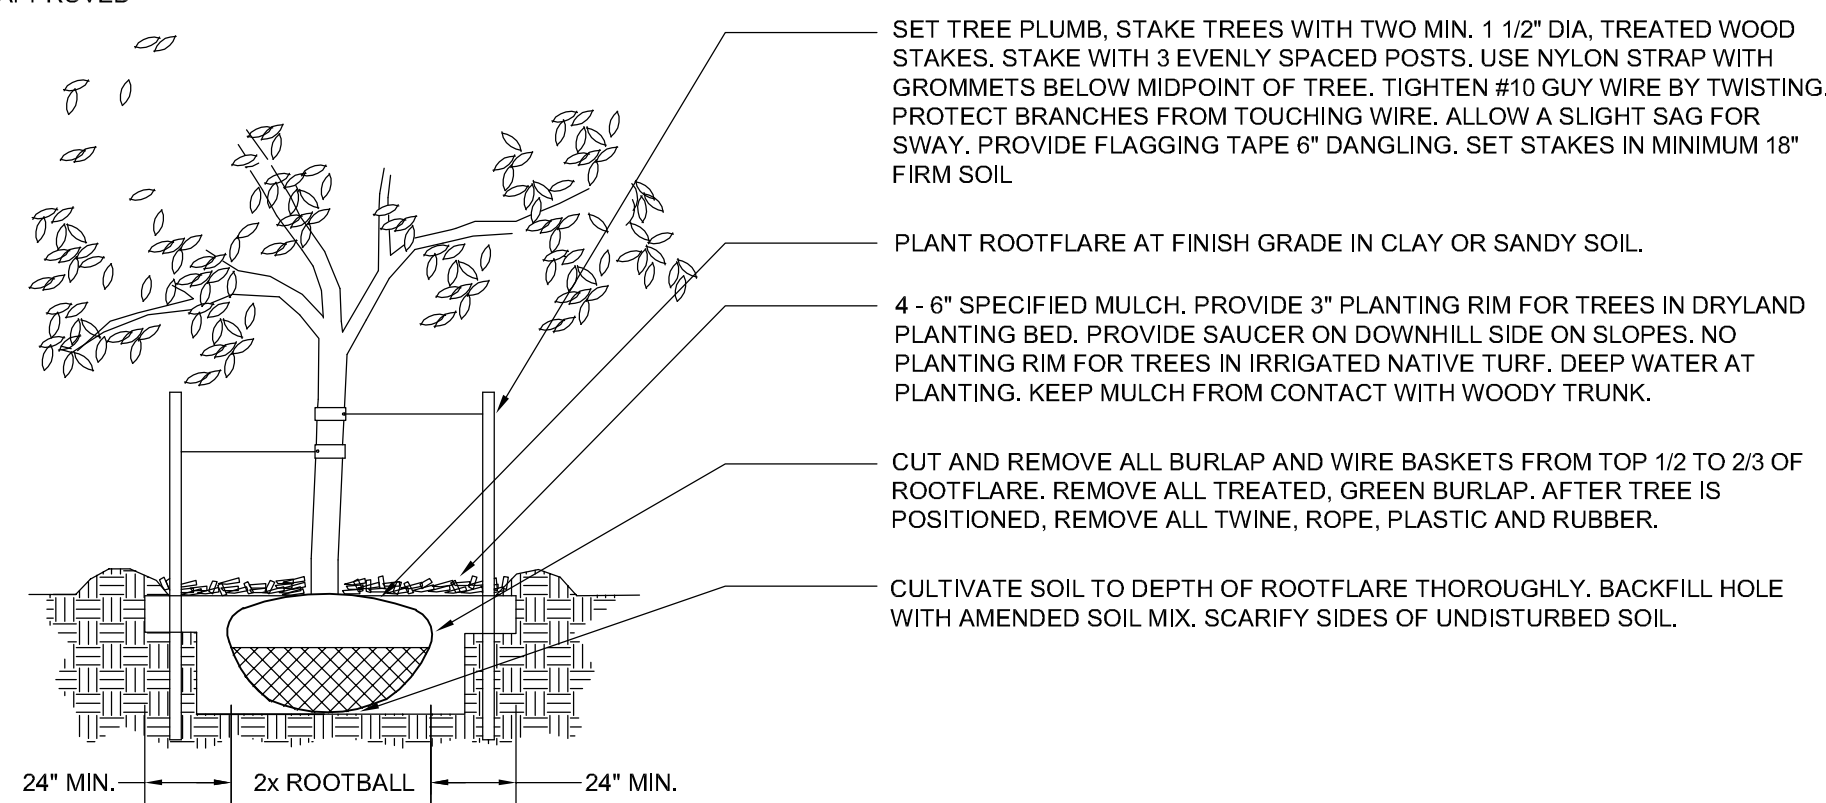 SET TREE PLUMB, STAKE TREES WITH TWO MIN. 1 1/2" DIA, TREATED WOOD
STAKES. STAKE WITH 3 EVENLY SPACED POSTS. USE NYLON STRAP WITH
GROMMETS BELOW MIDPOINT OF TREE. TIGHTEN #10 GUY WIRE BY TWISTING.
PROTECT BRANCHES FROM TOUCHING WIRE. ALLOW A SLIGHT SAG FOR
SWAY. PROVIDE FLAGGING TAPE 6" DANGLING. SET STAKES IN MINIMUM 18"
FIRM SOIL
PLANT ROOTFLARE AT FINISH GRADE IN CLAY OR SANDY SOIL.
4 - 6" SPECIFIED MULCH. PROVIDE 3" PLANTING RIM FOR TREES IN DRYLAND
PLANTING BED. PROVIDE SAUCER ON DOWNHILL SIDE ON SLOPES. NO
PLANTING RIM FOR TREES IN IRRIGATED NATIVE TURF. DEEP WATER AT
PLANTING. KEEP MULCH FROM CONTACT WITH WOODY TRUNK.
CUT AND REMOVE ALL BURLAP AND WIRE BASKETS FROM TOP 1/2 TO 2/3 OF
ROOTFLARE. REMOVE ALL TREATED, GREEN BURLAP. AFTER TREE IS
POSITIONED, REMOVE ALL TWINE, ROPE, PLASTIC AND RUBBER.
CULTIVATE SOIL TO DEPTH OF ROOTFLARE THOROUGHLY. BACKFILL HOLE
WITH AMENDED SOIL MIX. SCARIFY SIDES OF UNDISTURBED SOIL.
24" MIN. 2x ROOTBALL 24" MIN.